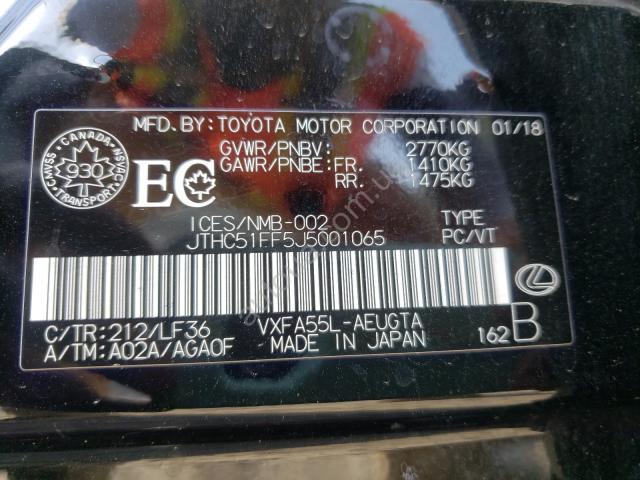 MFD. BY: TOYOTA MOTOR CORPORATION 01/18
GVWR/PNBV: 2770KG
GAWR/PNBE: FR. 1410KG
RR. 1475KG
CANADA
CMVSS 930 NSVAC
TRANSPORT
EC
ICES/NMB-002 TYPE
JTHC51FF5J5001065 PC/VT
C/TR: 212/LF36 VXFA55L-AEUGTA
A/TM: A02A/AGA0F MADE IN JAPAN 162 B